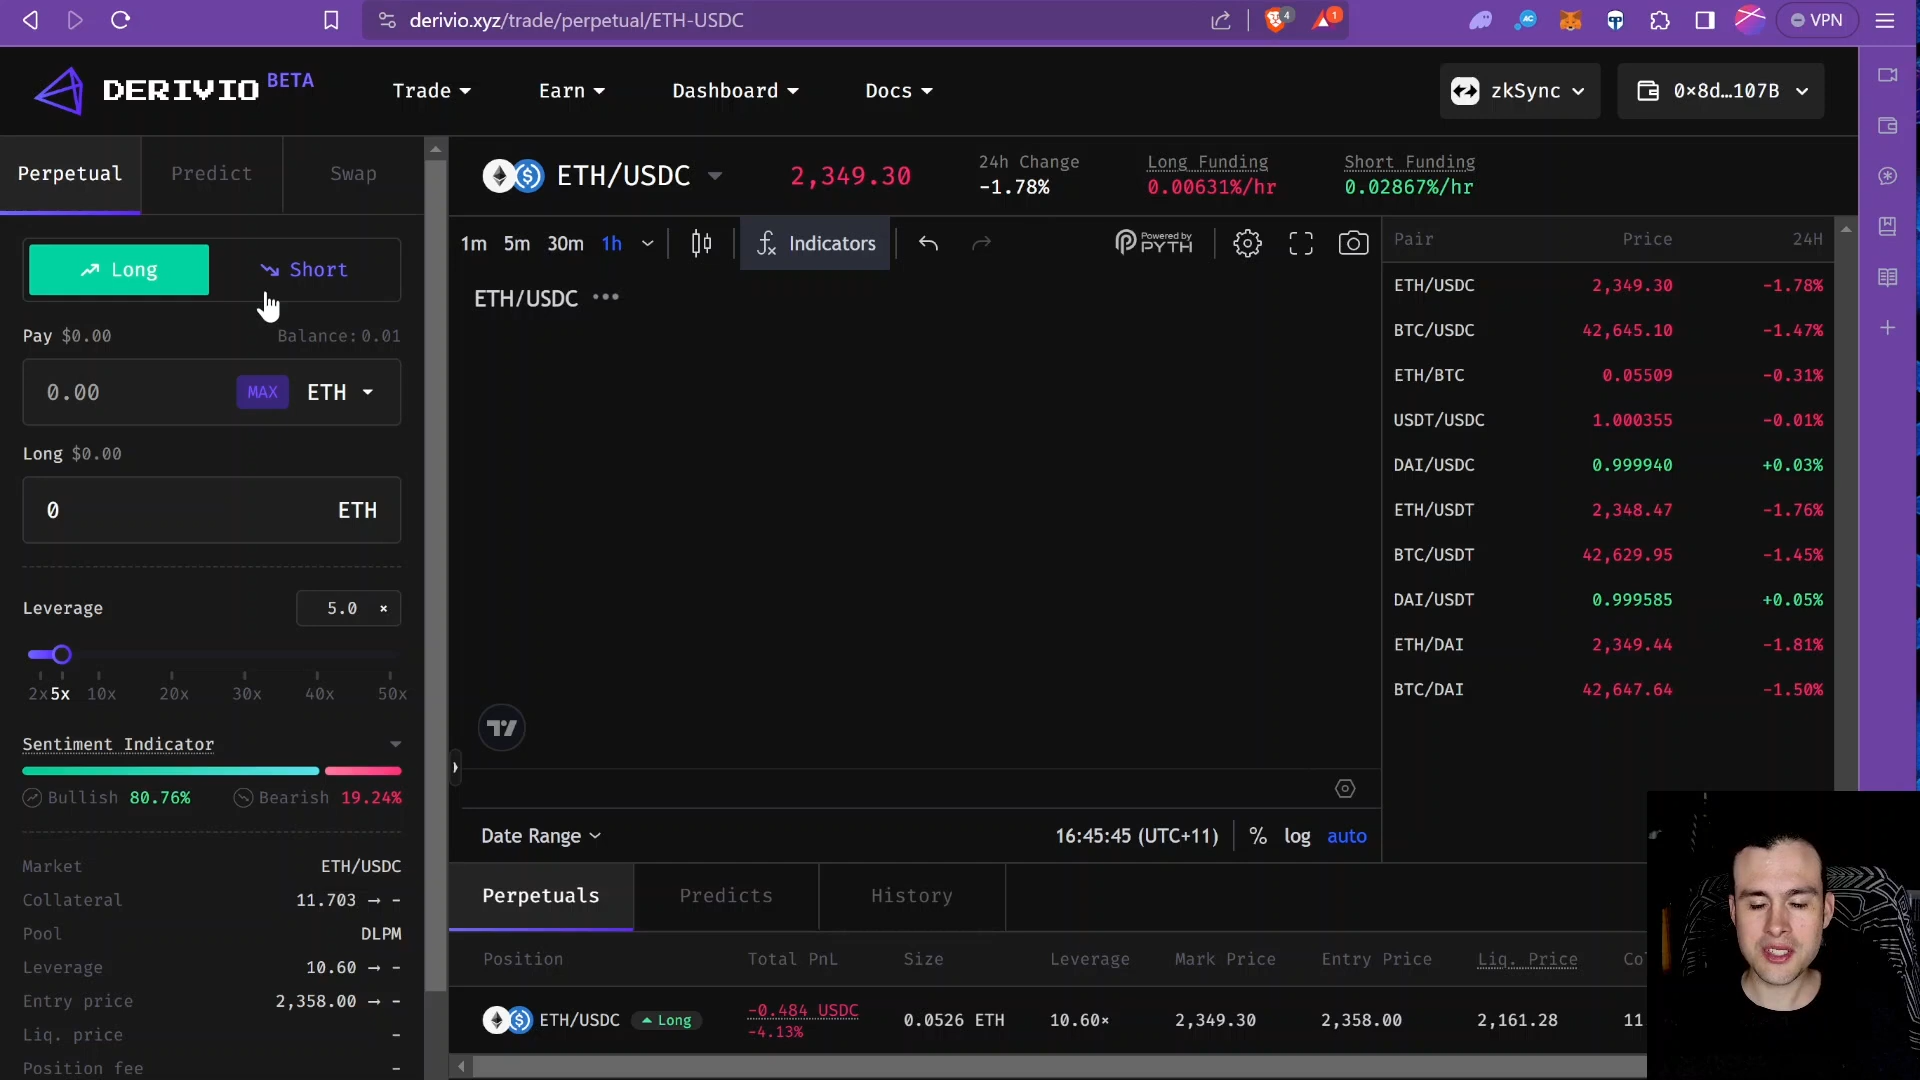 derivio.xyz/trade/perpetual/ETH-USDC
4
1
VPN
DERIVIO BETA
Trade
Earn
Dashboard
Docs
zkSync
0×8d…107B
Perpetual
Predict
Swap
ETH/USDC
2,349.30
24h Change
-1.78%
Long Funding
0.00631%/hr
Short Funding
0.02867%/hr
Long
Short
Pay $0.00
Balance: 0.01
0.00
MAX
ETH
Long $0.00
0
ETH
Leverage
5.0 ×
2x 5x 10x 20x 30x 40x 50x
Sentiment Indicator
Bullish 80.76%
Bearish 19.24%
Market ETH/USDC
Collateral 11.703 → -
Pool DLPM
Leverage 10.60 → -
Entry price 2,358.00 → -
Liq. price -
Position fee -
1m 5m 30m 1h
Indicators
Powered by
PYTH
ETH/USDC
Date Range
16:45:45 (UTC+11)
% log auto
Pair Price 24H
ETH/USDC 2,349.30 -1.78%
BTC/USDC 42,645.10 -1.47%
ETH/BTC 0.05509 -0.31%
USDT/USDC 1.000355 -0.01%
DAI/USDC 0.999940 +0.03%
ETH/USDT 2,348.47 -1.76%
BTC/USDT 42,629.95 -1.45%
DAI/USDT 0.999585 +0.05%
ETH/DAI 2,349.44 -1.81%
BTC/DAI 42,647.64 -1.50%
Perpetuals
Predicts
History
Position Total PnL Size Leverage Mark Price Entry Price Liq. Price Co
ETH/USDC Long -0.484 USDC 0.0526 ETH 10.60× 2,349.30 2,358.00 2,161.28 11
-4.13%